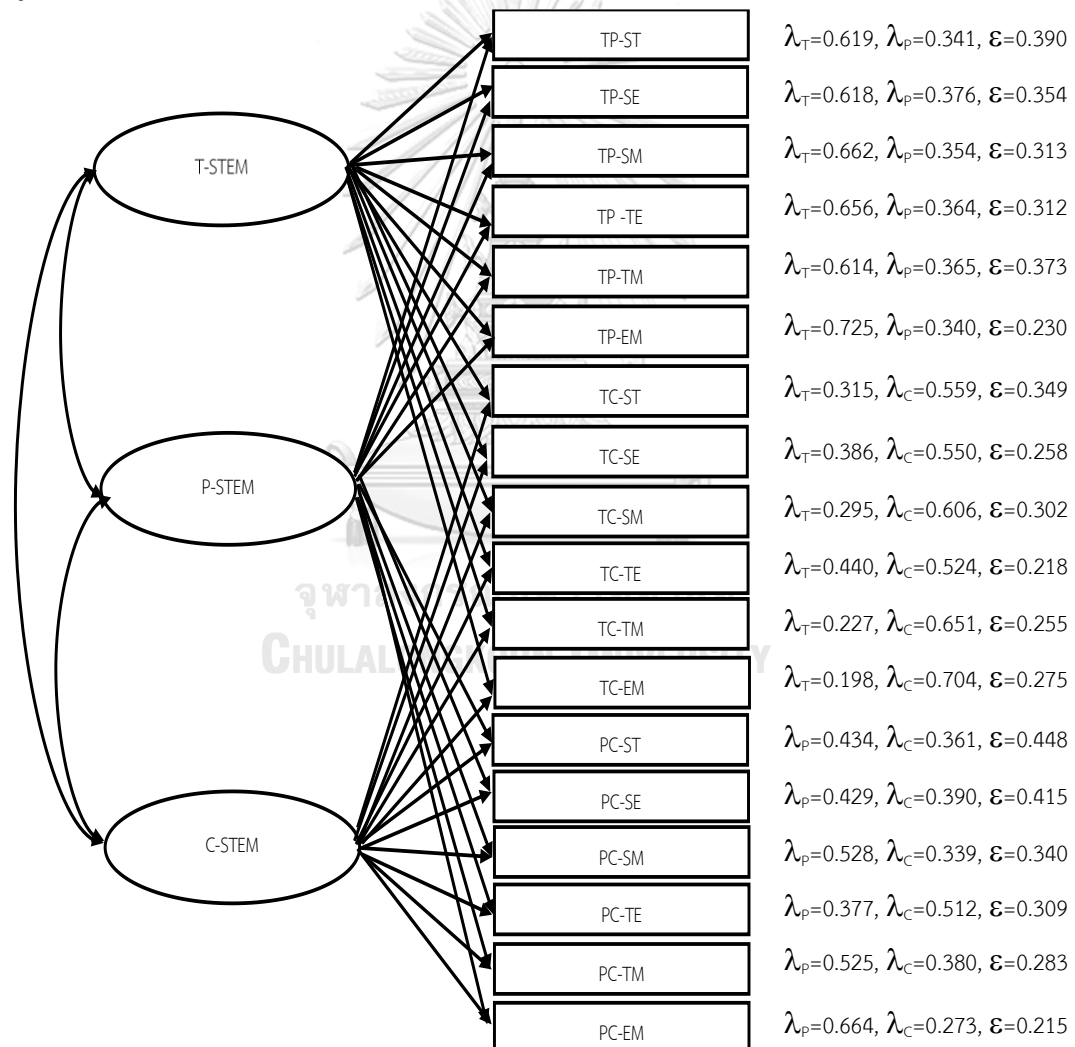 TP-ST λT=0.619, λP=0.341, ε=0.390
TP-SE λT=0.618, λP=0.376, ε=0.354
T-STEM
TP-SM λT=0.662, λP=0.354, ε=0.313
TP -TE λT=0.656, λP=0.364, ε=0.312
TP-TM λT=0.614, λP=0.365, ε=0.373
TP-EM λT=0.725, λP=0.340, ε=0.230
TC-ST λT=0.315, λC=0.559, ε=0.349
TC-SE λT=0.386, λC=0.550, ε=0.258
P-STEM
TC-SM λT=0.295, λC=0.606, ε=0.302
TC-TE λT=0.440, λC=0.524, ε=0.218
TC-TM λT=0.227, λC=0.651, ε=0.255
TC-EM λT=0.198, λC=0.704, ε=0.275
PC-ST λP=0.434, λC=0.361, ε=0.448
PC-SE λP=0.429, λC=0.390, ε=0.415
C-STEM
PC-SM λP=0.528, λC=0.339, ε=0.340
PC-TE λP=0.377, λC=0.512, ε=0.309
PC-TM λP=0.525, λC=0.380, ε=0.283
PC-EM λP=0.664, λC=0.273, ε=0.215